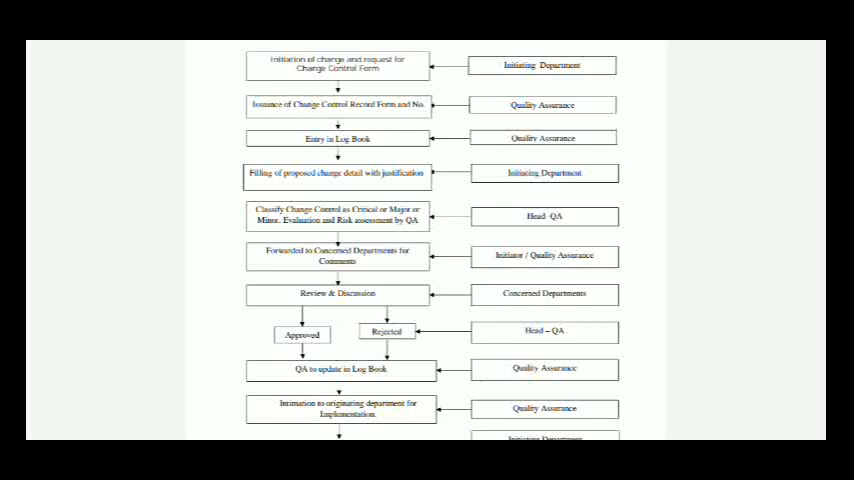 Initiation of change and request for
Change Control Form
Initiating Department
Issuance of Change Control Record Form and No.
Quality Assurance
Entry in Log Book
Quality Assurance
Filling of proposed change detail with justification
Initiating Department
Classify Change Control as Critical or Major or
Minor. Evaluation and Risk assessment by QA
Head- QA
Forwarded to Concerned Departments for
Comments
Initiator / Quality Assurance
Review & Discussion
Concerned Departments
Approved
Rejected
Head – QA
QA to update in Log Book
Quality Assurance
Intimation to originating department for
Implementation.
Quality Assurance
Initiating Department